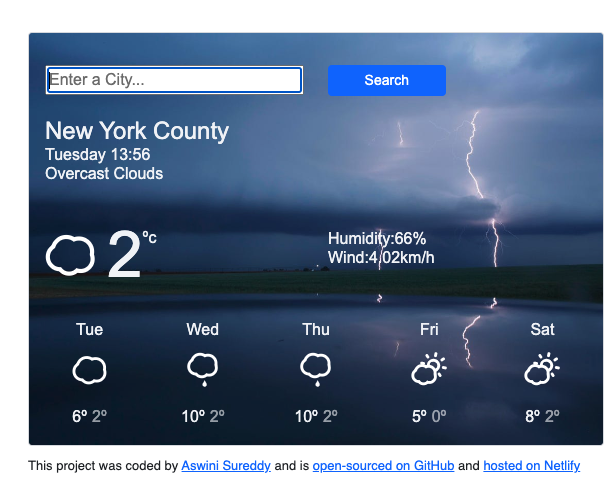 Enter a City...
Search
New York County
Tuesday 13:56
Overcast Clouds
2 °c
Humidity:66%
Wind:4.02km/h
Tue Wed Thu Fri Sat
6º 2º 10º 2º 10º 2º 5º 0º 8º 2º
This project was coded by Aswini Sureddy and is open-sourced on GitHub and hosted on Netlify